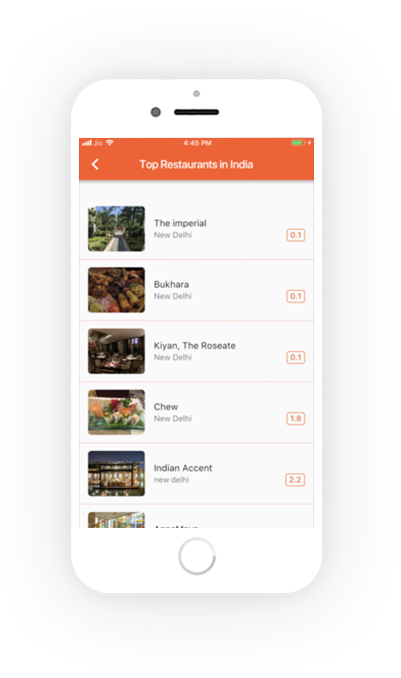 Jio 4:45 PM
Top Restaurants in India
The imperial
New Delhi
0.1
Bukhara
New Delhi
0.1
Kiyan, The Roseate
New Delhi
0.1
Chew
New Delhi
1.8
Indian Accent
new delhi
2.2